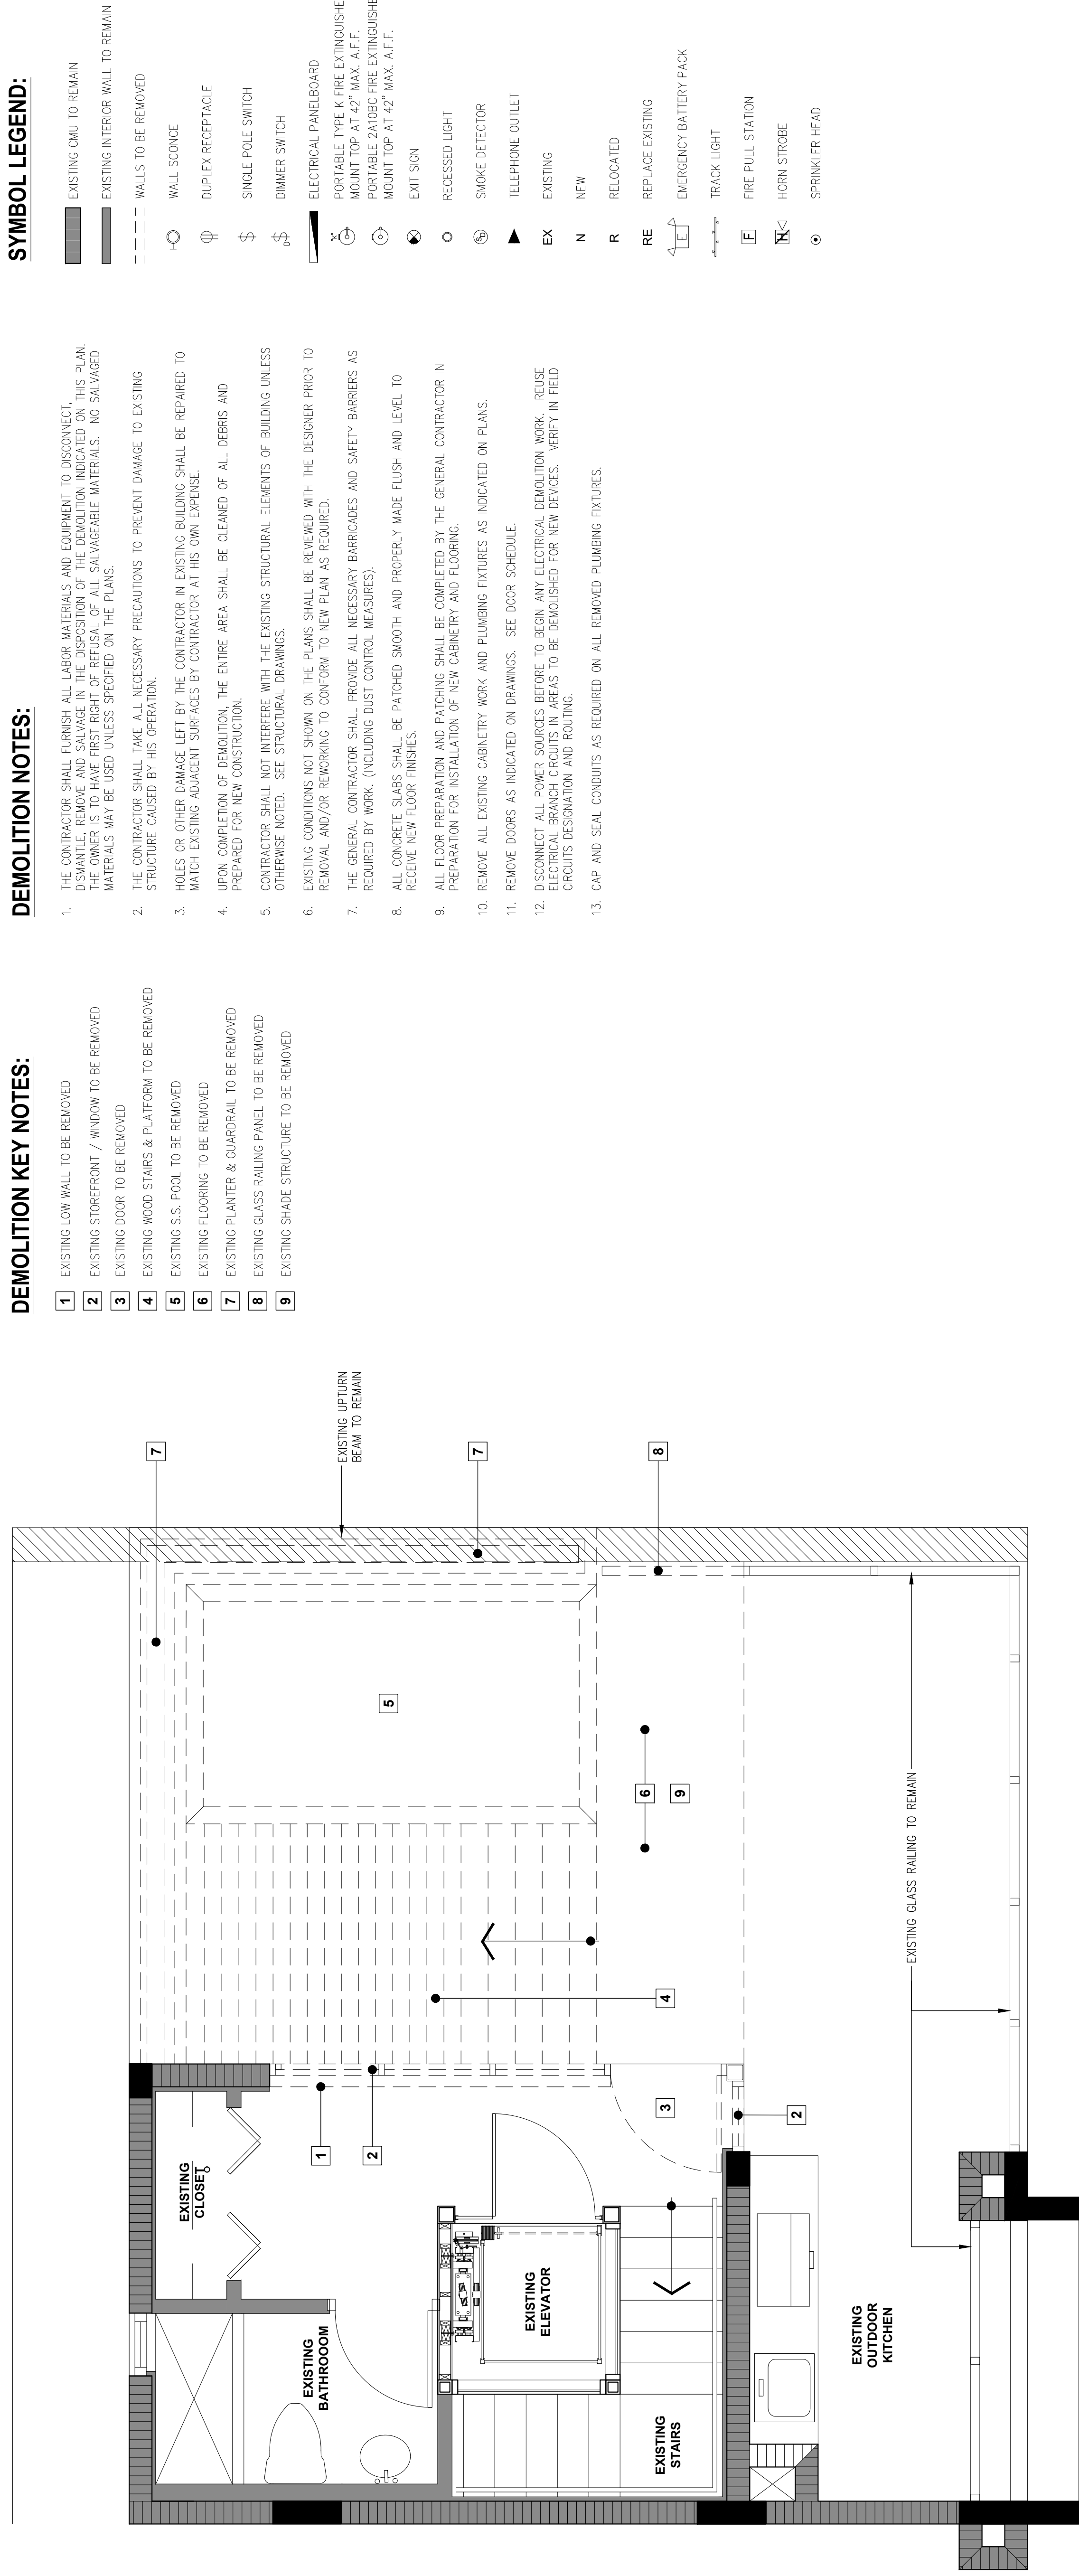 EXISTING
CLOSET
EXISTING
BATHROOOM
EXISTING
ELEVATOR
EXISTING
STAIRS
EXISTING
OUTDOOR
KITCHEN
1
2
3
2
4
5
6
9
7
7
8
EXISTING UPTURN
BEAM TO REMAIN
EXISTING GLASS RAILING TO REMAIN
DEMOLITION KEY NOTES:
1 EXISTING LOW WALL TO BE REMOVED
2 EXISTING STOREFRONT / WINDOW TO BE REMOVED
3 EXISTING DOOR TO BE REMOVED
4 EXISTING WOOD STAIRS & PLATFORM TO BE REMOVED
5 EXISTING S.S. POOL TO BE REMOVED
6 EXISTING FLOORING TO BE REMOVED
7 EXISTING PLANTER & GUARDRAIL TO BE REMOVED
8 EXISTING GLASS RAILING PANEL TO BE REMOVED
9 EXISTING SHADE STRUCTURE TO BE REMOVED
DEMOLITION NOTES:
1. THE CONTRACTOR SHALL FURNISH ALL LABOR MATERIALS AND EQUIPMENT TO DISCONNECT,
DISMANTLE, REMOVE AND SALVAGE IN THE DISPOSITION OF THE DEMOLITION INDICATED ON THIS PLAN.
THE OWNER IS TO HAVE FIRST RIGHT OF REFUSAL OF ALL SALVAGEABLE MATERIALS. NO SALVAGED
MATERIALS MAY BE USED UNLESS SPECIFIED ON THE PLANS.
2. THE CONTRACTOR SHALL TAKE ALL NECESSARY PRECAUTIONS TO PREVENT DAMAGE TO EXISTING
STRUCTURE CAUSED BY HIS OPERATION.
3. HOLES OR OTHER DAMAGE LEFT BY THE CONTRACTOR IN EXISTING BUILDING SHALL BE REPAIRED TO
MATCH EXISTING ADJACENT SURFACES BY CONTRACTOR AT HIS OWN EXPENSE.
4. UPON COMPLETION OF DEMOLITION, THE ENTIRE AREA SHALL BE CLEANED OF ALL DEBRIS AND
PREPARED FOR NEW CONSTRUCTION.
5. CONTRACTOR SHALL NOT INTERFERE WITH THE EXISTING STRUCTURAL ELEMENTS OF BUILDING UNLESS
OTHERWISE NOTED. SEE STRUCTURAL DRAWINGS.
6. EXISTING CONDITIONS NOT SHOWN ON THE PLANS SHALL BE REVIEWED WITH THE DESIGNER PRIOR TO
REMOVAL AND/OR REWORKING TO CONFORM TO NEW PLAN AS REQUIRED.
7. THE GENERAL CONTRACTOR SHALL PROVIDE ALL NECESSARY BARRICADES AND SAFETY BARRIERS AS
REQUIRED BY WORK. (INCLUDING DUST CONTROL MEASURES).
8. ALL CONCRETE SLABS SHALL BE PATCHED SMOOTH AND PROPERLY MADE FLUSH AND LEVEL TO
RECEIVE NEW FLOOR FINISHES.
9. ALL FLOOR PREPARATION AND PATCHING SHALL BE COMPLETED BY THE GENERAL CONTRACTOR IN
PREPARATION FOR INSTALLATION OF NEW CABINETRY AND FLOORING.
10. REMOVE ALL EXISTING CABINETRY WORK AND PLUMBING FIXTURES AS INDICATED ON PLANS.
11. REMOVE DOORS AS INDICATED ON DRAWINGS. SEE DOOR SCHEDULE.
12. DISCONNECT ALL POWER SOURCES BEFORE TO BEGIN ANY ELECTRICAL DEMOLITION WORK. REUSE
ELECTRICAL BRANCH CIRCUITS IN AREAS TO BE DEMOLISHED FOR NEW DEVICES. VERIFY IN FIELD
CIRCUITS DESIGNATION AND ROUTING.
13. CAP AND SEAL CONDUITS AS REQUIRED ON ALL REMOVED PLUMBING FIXTURES.
SYMBOL LEGEND:
EXISTING CMU TO REMAIN
EXISTING INTERIOR WALL TO REMAIN
WALLS TO BE REMOVED
WALL SCONCE
DUPLEX RECEPTACLE
$ SINGLE POLE SWITCH
D$ DIMMER SWITCH
ELECTRICAL PANELBOARD
K PORTABLE TYPE K FIRE EXTINGUISHE
MOUNT TOP AT 42" MAX. A.F.F.
PORTABLE 2A10BC FIRE EXTINGUISHE
MOUNT TOP AT 42" MAX. A.F.F.
EXIT SIGN
RECESSED LIGHT
SD SMOKE DETECTOR
TELEPHONE OUTLET
EX EXISTING
N NEW
R RELOCATED
RE REPLACE EXISTING
E EMERGENCY BATTERY PACK
TRACK LIGHT
F FIRE PULL STATION
H HORN STROBE
SPRINKLER HEAD